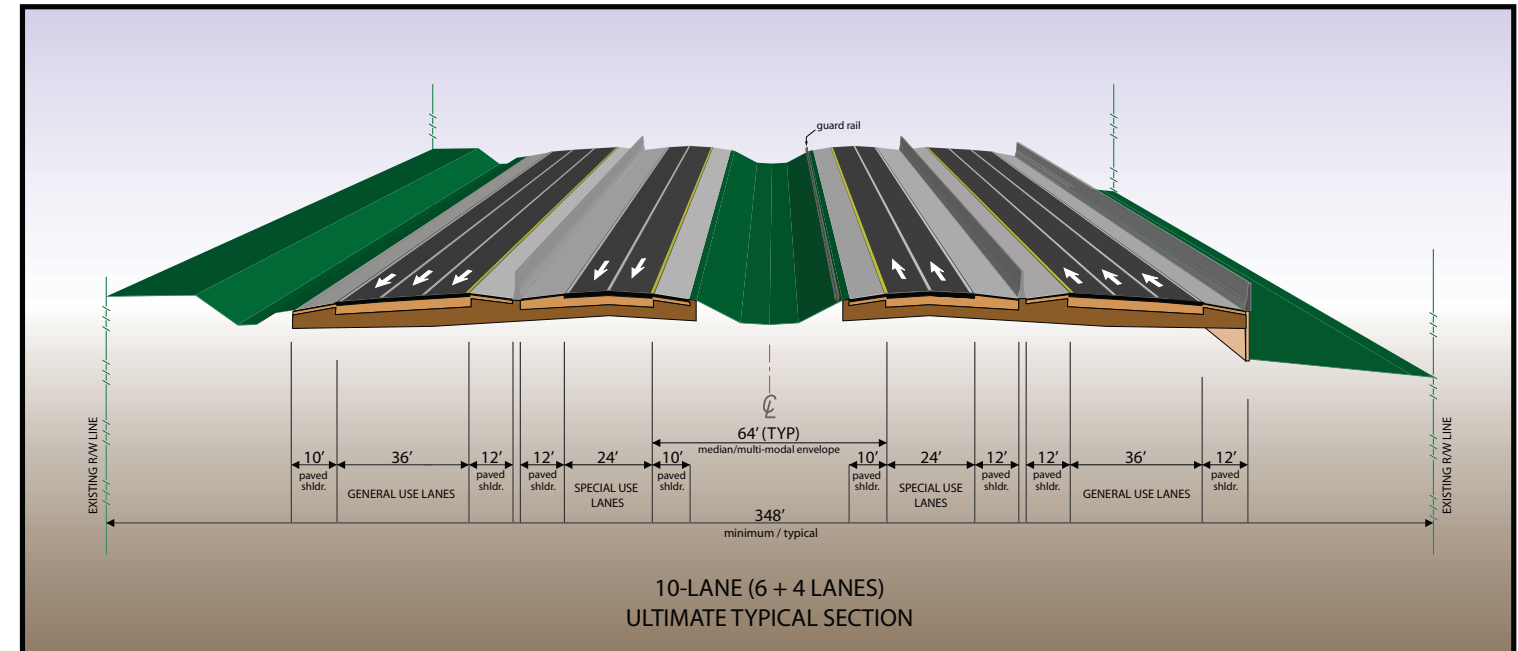 guard rail
EXISTING R/W LINE
EXISTING R/W LINE
℄
64’ (TYP)
median/multi-modal envelope
10’ 36’ 12’ 12’ 24’ 10’ 10’ 24’ 12’ 12’ 36’ 12’
paved shldr.
GENERAL USE LANES
paved shldr.
paved shldr.
SPECIAL USE
LANES
paved shldr.
paved shldr.
SPECIAL USE
LANES
paved shldr.
paved shldr.
GENERAL USE LANES
paved shldr.
348’
minimum / typical
10-LANE (6 + 4 LANES)
ULTIMATE TYPICAL SECTION